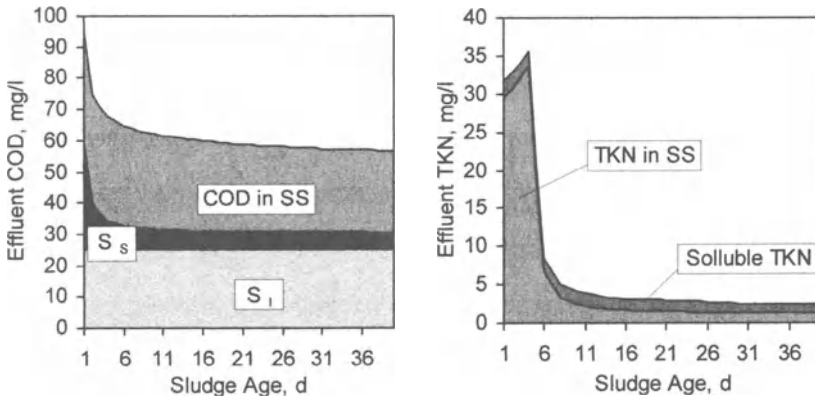 Effluent COD, mg/l
100
90
80
70
60
50
40
30
20
10
0
COD in SS
S S
S I
1 6 11 16 21 26 31 36
Sludge Age, d
Effluent TKN, mg/l
40
35
30
25
20
15
10
5
0
TKN in SS
Solluble TKN
1 6 11 16 21 26 31 36
Sludge Age, d